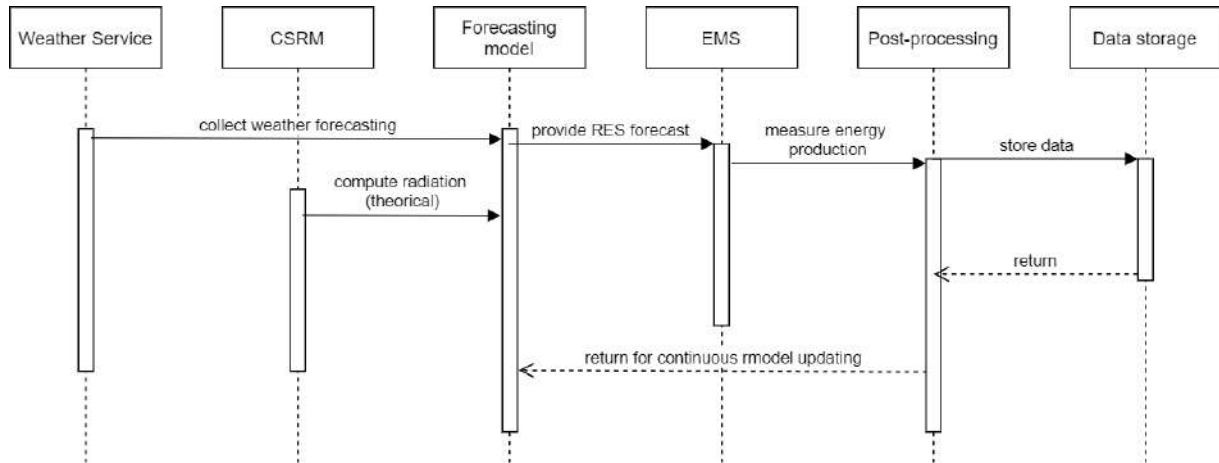 Weather Service
CSRM
Forecasting
model
EMS
Post-processing
Data storage
collect weather forecasting
provide RES forecast
measure energy
production
store data
compute radiation
(theorical)
return
return for continuous rmodel updating